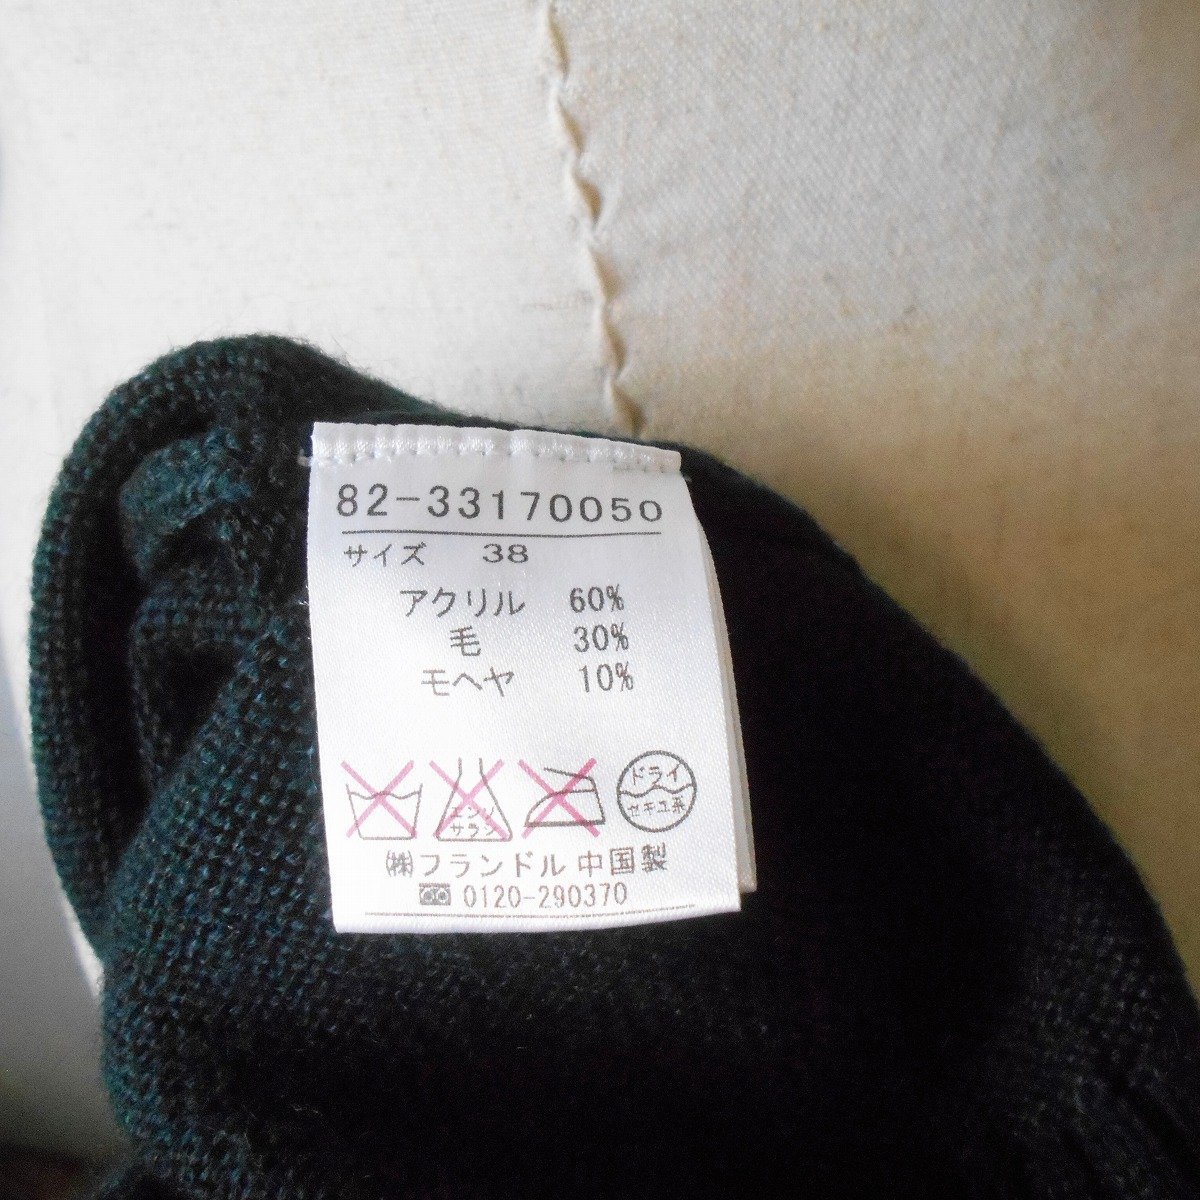 82-33170050
サイズ 38
アクリル 60%
毛 30%
モヘヤ 10%
エンソ
サラシ
ドライ
セキユ系
㈱フランドル 中国製
0120-290370